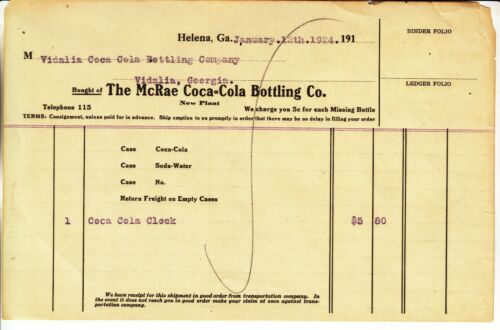 Helena, Ga. January.12th.1924. 191
BINDER FOLIO
M Vidalia Coca Cola Bottling Company
Vidalia, Georgia.
Bought of The McRae Coca-Cola Bottling Co.
LEDGER FOLIO
New Plant
Telephone 115 We charge you 5c for each Missing Bottle
TERMS: Consignment, unless paid for in advance. Ship empties to us promptly in order that there may be no delay in filling your order
Case Coca-Cola
Case Soda-Water
Case No.
Return Freight on Empty Cases
1 Coca Cola Clock $5 80
We have receipt for this shipment in good order from transportation company. In
the event it does not reach you in good order make your claim at once against transportation
company.